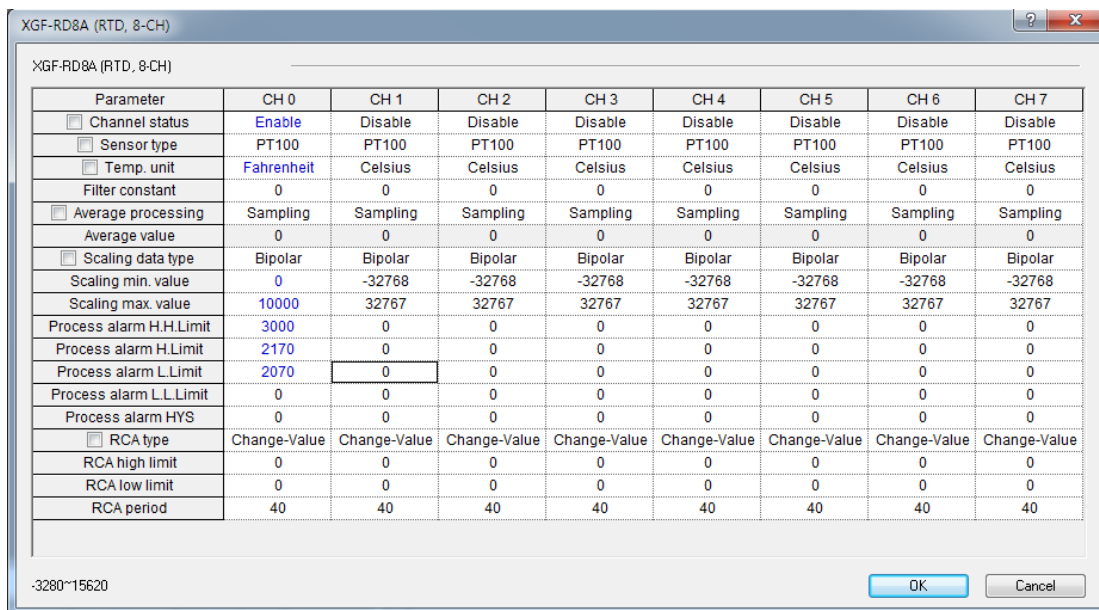 XGF-RD8A (RTD, 8-CH)
XGF-RD8A (RTD, 8-CH)
Parameter CH 0 CH 1 CH 2 CH 3 CH 4 CH 5 CH 6 CH 7
Channel status Enable Disable Disable Disable Disable Disable Disable Disable
Sensor type PT100 PT100 PT100 PT100 PT100 PT100 PT100 PT100
Temp. unit Fahrenheit Celsius Celsius Celsius Celsius Celsius Celsius Celsius
Filter constant 0 0 0 0 0 0 0 0
Average processing Sampling Sampling Sampling Sampling Sampling Sampling Sampling Sampling
Average value 0 0 0 0 0 0 0 0
Scaling data type Bipolar Bipolar Bipolar Bipolar Bipolar Bipolar Bipolar Bipolar
Scaling min. value 0 -32768 -32768 -32768 -32768 -32768 -32768 -32768
Scaling max. value 10000 32767 32767 32767 32767 32767 32767 32767
Process alarm H.H.Limit 3000 0 0 0 0 0 0 0
Process alarm H.Limit 2170 0 0 0 0 0 0 0
Process alarm L.Limit 2070 0 0 0 0 0 0 0
Process alarm L.L.Limit 0 0 0 0 0 0 0 0
Process alarm HYS 0 0 0 0 0 0 0 0
RCA type Change-Value Change-Value Change-Value Change-Value Change-Value Change-Value Change-Value Change-Value
RCA high limit 0 0 0 0 0 0 0 0
RCA low limit 0 0 0 0 0 0 0 0
RCA period 40 40 40 40 40 40 40 40
-3280~15620 OK Cancel